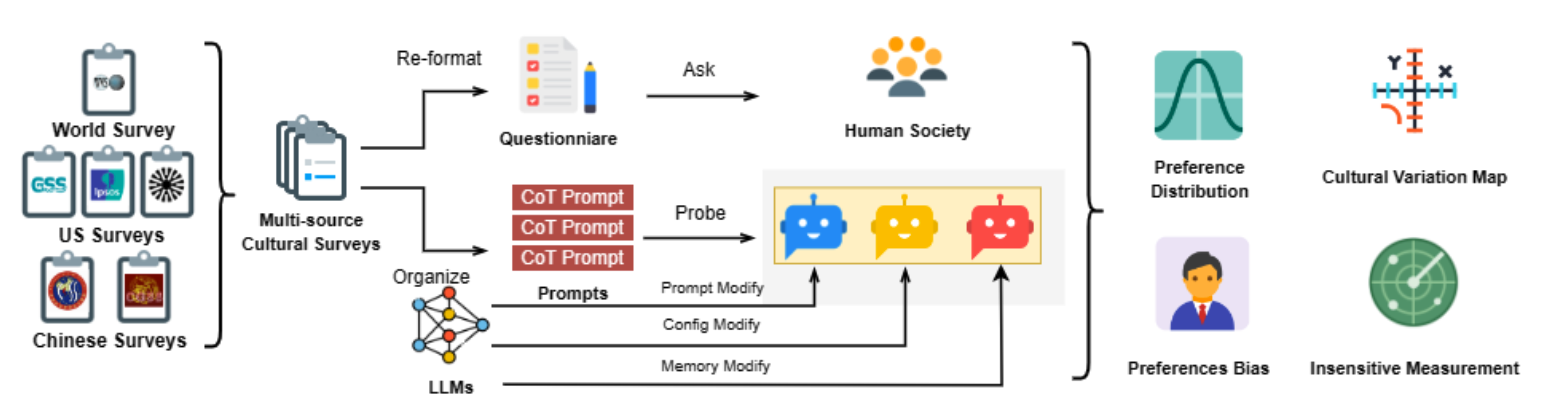 World Survey
GSS
Ipsos
US Surveys
Chinese Surveys
Multi-source
Cultural Surveys
Re-format
Questionniare
Ask
Human Society
Organize
CoT Prompt
CoT Prompt
CoT Prompt
Prompts
Probe
LLMs
Prompt Modify
Config Modify
Memory Modify
Preference
Distribution
Y
X
Cultural Variation Map
Preferences Bias
Insensitive Measurement